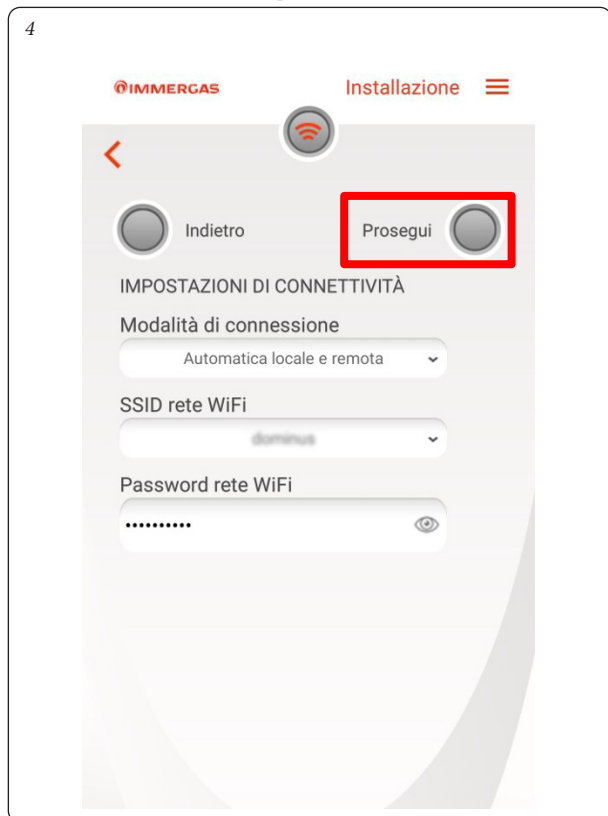 4
IMMERGAS
Installazione
Indietro
Prosegui
IMPOSTAZIONI DI CONNETTIVITÀ
Modalità di connessione
Automatica locale e remota
SSID rete WiFi
dominus
Password rete WiFi
••••••••••